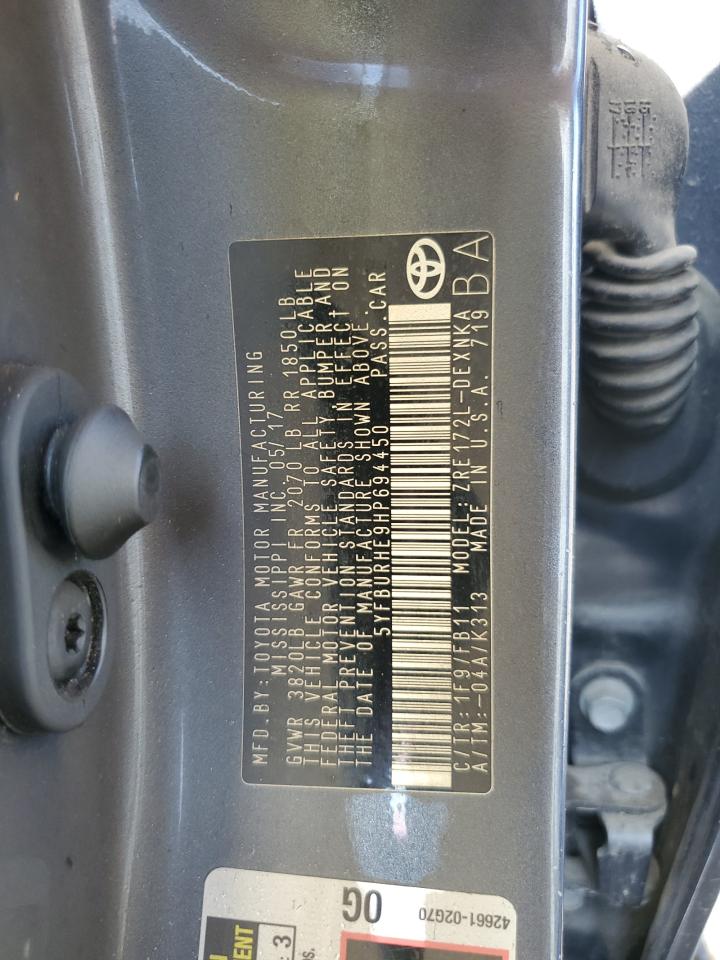 MFD.BY:TOYOTA MOTOR MANUFACTURING
MISSISSIPPI INC. 05/17
GVWR 3820LB GAWR FR 2070 LB RR 1850 LB
THIS VEHICLE CONFORMS TO ALL APPLICABLE
FEDERAL MOTOR VEHICLE SAFETY, BUMPER, AND
THEFT PREVENTION STANDARDS IN EFFECT ON
THE DATE OF MANUFACTURE SHOWN ABOVE.
5YFBURHE9HP694450 PASS.CAR
C/TR: 1F9/FB11 MODEL: ZRE172L-DEXNKA
A/TM:-04A/K313 MADE IN U.S.A. 719
BA
0G
42661-02G70
3